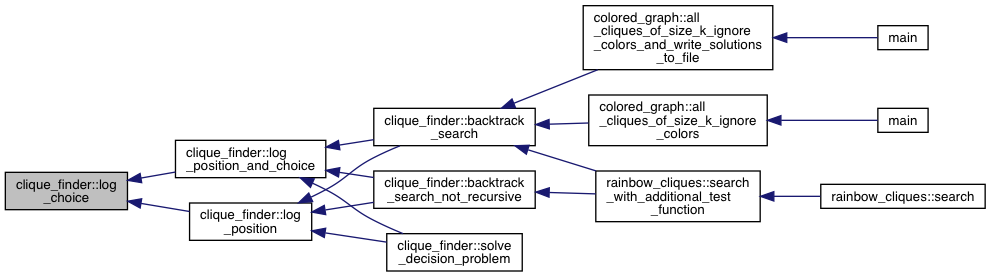 clique_finder::log
_choice
clique_finder::log
_position_and_choice
clique_finder::log
_position
clique_finder::backtrack
_search
clique_finder::backtrack
_search_not_recursive
clique_finder::solve
_decision_problem
colored_graph::all
_cliques_of_size_k_ignore
_colors_and_write_solutions
_to_file
colored_graph::all
_cliques_of_size_k_ignore
_colors
rainbow_cliques::search
_with_additional_test
_function
main
main
rainbow_cliques::search